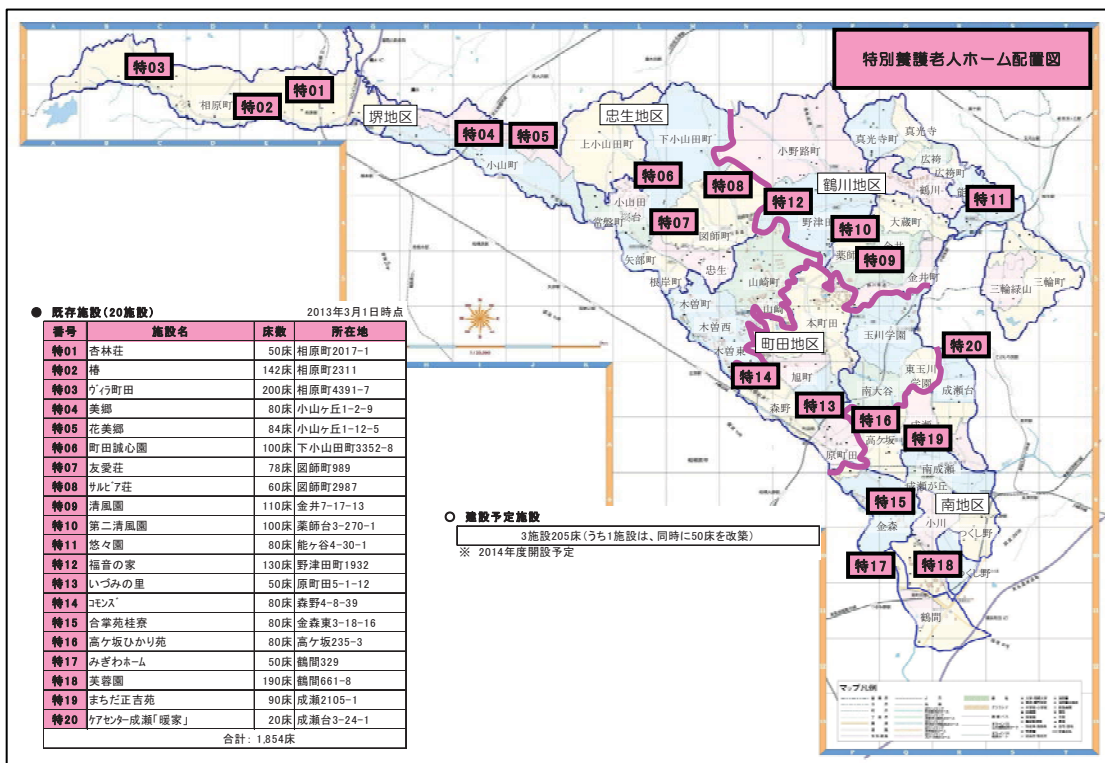 特別養護老人ホーム配置図
特03
特01
特02
相原町
堺地区
特04
特05
小山町
忠生地区
上小山田町
下小山田町
特06
特08
小山田
台
常盤町
特07
図師町
矢部町
忠生
根岸町
山崎町
木曽町
木曽西
木曽東
山崎
小野路町
真光寺町
真光寺
広袴
広袴町
鶴川地区
鶴川
特11
特12
野津田
特10
大蔵町
薬師
特09
金井町
三輪緑山
三輪町
本町田
町田地区
玉川学園
特20
東玉川
学園
成瀬台
特14
旭町
南大谷
森野
特13
特16
高ケ坂
特19
原町田
南成瀬
成瀬が丘
特15
南地区
金森
小川
つくし野
特17
特18
鶴間
● 既存施設(20施設) 2013年3月1日時点
番号 施設名 床数 所在地
特01 杏林荘 50床 相原町2017-1
特02 椿 142床 相原町2311
特03 ヴィラ町田 200床 相原町4391-7
特04 美郷 80床 小山ヶ丘1-2-9
特05 花美郷 84床 小山ヶ丘1-12-5
特06 町田誠心園 100床 下小山田町3352-8
特07 友愛荘 78床 図師町989
特08 サルビア荘 60床 図師町2987
特09 清風園 110床 金井7-17-13
特10 第二清風園 100床 薬師台3-270-1
特11 悠々園 80床 能ヶ谷4-30-1
特12 福音の家 130床 野津田町1932
特13 いづみの里 50床 原町田5-1-12
特14 コモンズ 80床 森野4-8-39
特15 合掌苑桂寮 80床 金森東3-18-16
特16 高ケ坂ひかり苑 80床 高ケ坂235-3
特17 みぎわホーム 50床 鶴間329
特18 芙蓉園 190床 鶴間661-8
特19 まちだ正吉苑 90床 成瀬2105-1
特20 ケアセンター成瀬「暖家」 20床 成瀬台3-24-1
合計: 1,854床
○ 建設予定施設
3施設205床(うち1施設は、同時に50床を改築)
※ 2014年度開設予定
マップ凡例